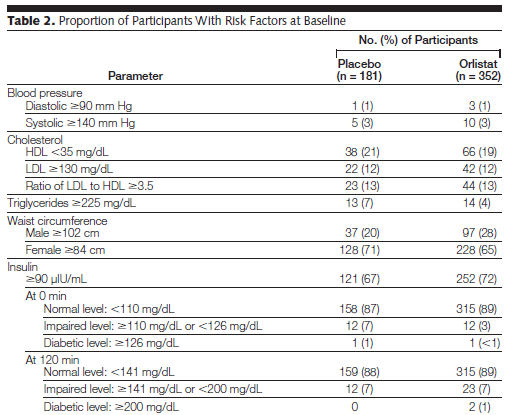 Table 2. Proportion of Participants With Risk Factors at Baseline
No. (%) of Participants
Parameter Placebo (n = 181) Orlistat (n = 352)
Blood pressure
Diastolic ≥90 mm Hg 1 (1) 3 (1)
Systolic ≥140 mm Hg 5 (3) 10 (3)
Cholesterol
HDL <35 mg/dL 38 (21) 66 (19)
LDL ≥130 mg/dL 22 (12) 42 (12)
Ratio of LDL to HDL ≥3.5 23 (13) 44 (13)
Triglycerides ≥225 mg/dL 13 (7) 14 (4)
Waist circumference
Male ≥102 cm 37 (20) 97 (28)
Female ≥84 cm 128 (71) 228 (65)
Insulin
≥90 µIU/mL 121 (67) 252 (72)
At 0 min
Normal level: <110 mg/dL 158 (87) 315 (89)
Impaired level: ≥110 mg/dL or <126 mg/dL 12 (7) 12 (3)
Diabetic level: ≥126 mg/dL 1 (1) 1 (<1)
At 120 min
Normal level: <141 mg/dL 159 (88) 315 (89)
Impaired level: ≥141 mg/dL or <200 mg/dL 12 (7) 23 (7)
Diabetic level: ≥200 mg/dL 0 2 (1)